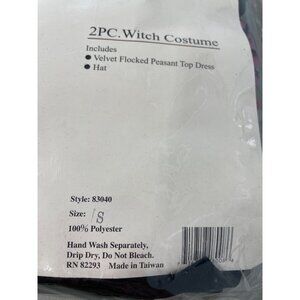 2PC. Witch Costume
Includes
● Velvet Flocked Peasant Top Dress
● Hat
Style: 83040
Size: S
100% Polyester
Hand Wash Separately,
Drip Dry, Do Not Bleach.
RN 82293 Made in Taiwan